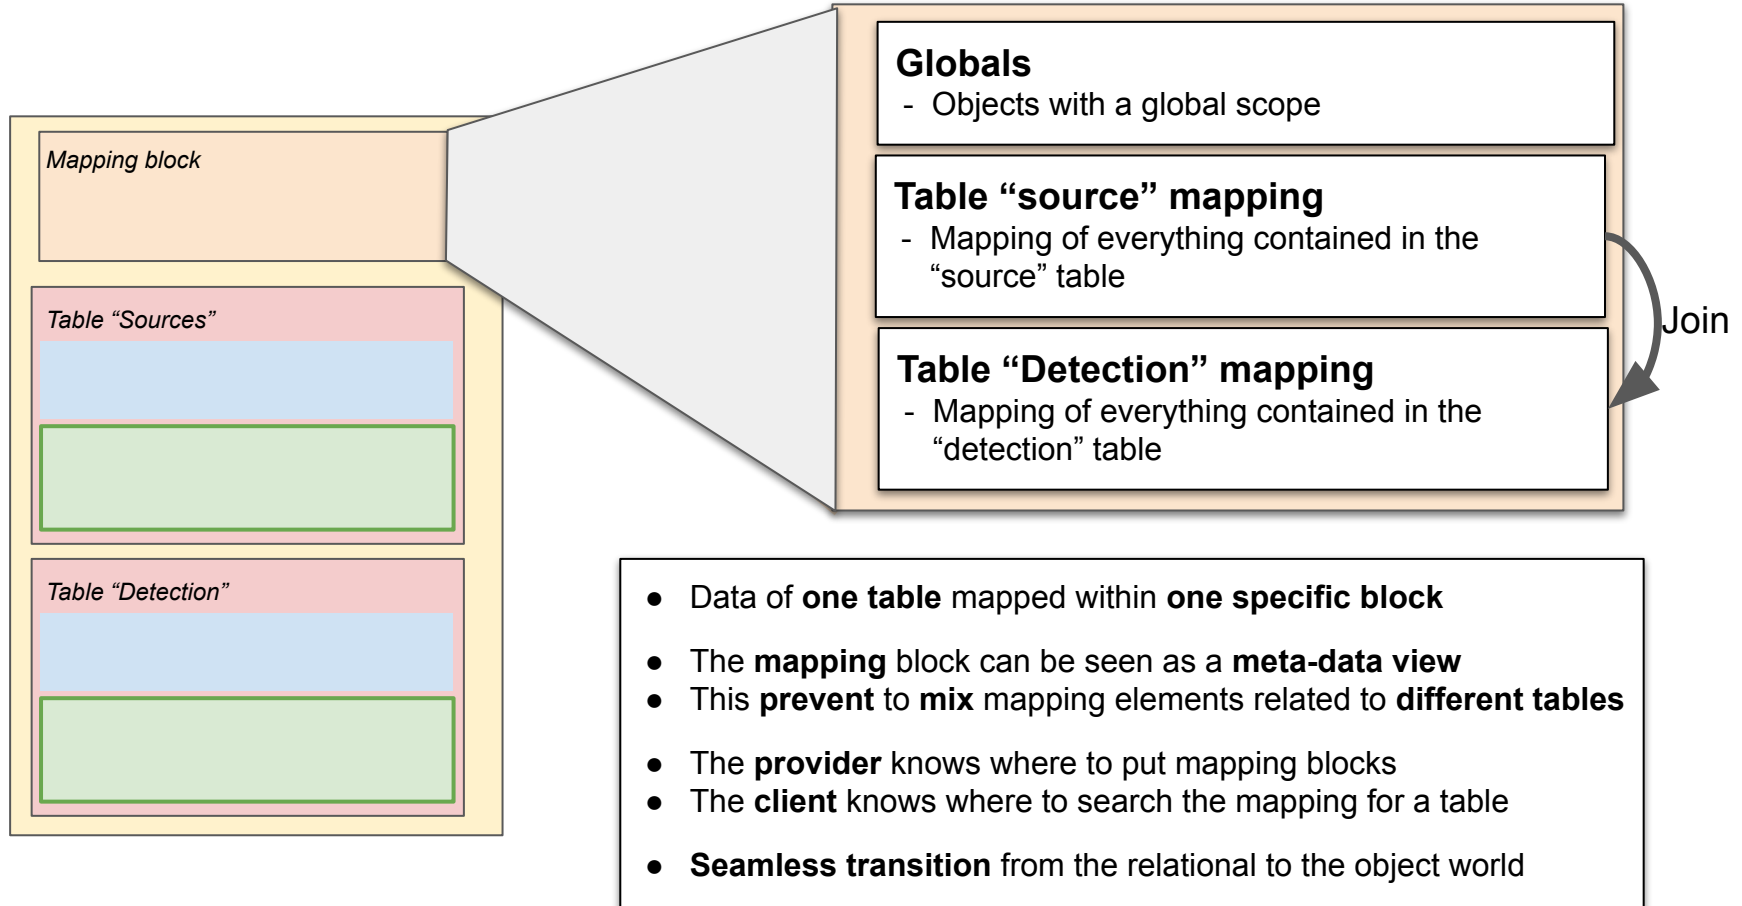 Mapping block
Table “Sources”
Table “Detection”
Globals
- Objects with a global scope
Table “source” mapping
- Mapping of everything contained in the
“source” table
Table “Detection” mapping
- Mapping of everything contained in the
“detection” table
Join
● Data of one table mapped within one specific block
● The mapping block can be seen as a meta-data view
● This prevent to mix mapping elements related to different tables
● The provider knows where to put mapping blocks
● The client knows where to search the mapping for a table
● Seamless transition from the relational to the object world